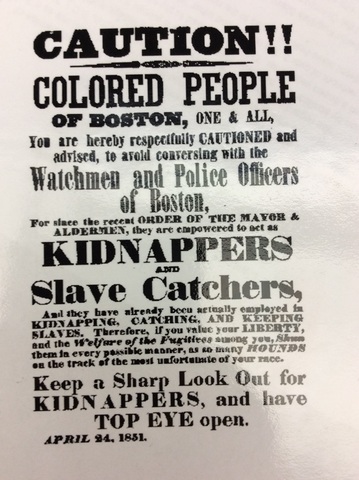 CAUTION!!
COLORED PEOPLE
OF BOSTON, ONE & ALL,
You are hereby respectfully CAUTIONED and
advised, to avoid conversing with the
Watchmen and Police Officers
of Boston,
For since the recent ORDER OF THE MAYOR &
ALDERMEN, they are empowered to act as
KIDNAPPERS
AND
Slave Catchers,
And they have already been actually employed in
KIDNAPPING, CATCHING, AND KEEPING
SLAVES. Therefore, if you value your LIBERTY,
and the Welfare of the Fugitives among you, Shun
them in every possible manner, as so many HOUNDS
on the track of the most unfortunate of your race.
Keep a Sharp Look Out for
KIDNAPPERS, and have
TOP EYE open.
APRIL 24, 1851.